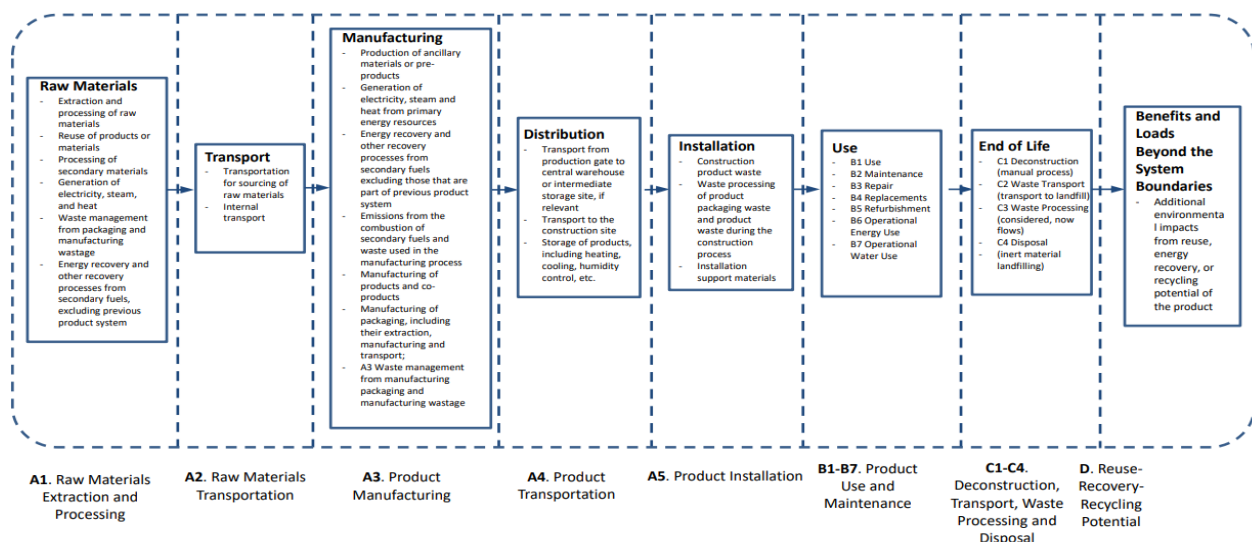 Raw Materials
- Extraction and
processing of raw
materials
- Reuse of products or
materials
- Processing of
secondary materials
- Generation of
electricity, steam, and
heat
- Waste management
from packaging and
manufacturing
wastage
- Energy recovery and
other recovery
processes from
secondary fuels,
excluding previous
product system
Transport
- Transportation
for sourcing of
raw materials
- Internal
transport
Manufacturing
- Production of ancillary
materials or pre-
products
- Generation of
electricity, steam and
heat from primary
energy resources
- Energy recovery and
other recovery
processes from
secondary fuels
excluding those that are
part of previous product
system
- Emissions from the
combustion of
secondary fuels and
waste used in the
manufacturing process
- Manufacturing of
products and co-
products
- Manufacturing of
packaging, including
their extraction,
manufacturing and
transport;
- A3 Waste management
from manufacturing
packaging and
manufacturing wastage
Distribution
- Transport from
production gate to
central warehouse
or intermediate
storage site, if
relevant
- Transport to the
construction site
- Storage of products,
including heating,
cooling, humidity
control, etc.
Installation
- Construction
product waste
- Waste processing
of product
packaging waste
and product
waste during the
construction
process
- Installation
support materials
Use
- B1 Use
- B2 Maintenance
- B3 Repair
- B4 Replacements
- B5 Refurbishment
- B6 Operational
Energy Use
- B7 Operational
Water Use
End of Life
- C1 Deconstruction
(manual process)
- C2 Waste Transport
(transport to landfill)
- C3 Waste Processing
(considered, now
flows)
- C4 Disposal
- (inert material
landfilling)
Benefits and
Loads
Beyond the
System
Boundaries
- Additional
environmenta
l impacts
from reuse,
energy
recovery, or
recycling
potential of
the product
A1. Raw Materials
Extraction and
Processing
A2. Raw Materials
Transportation
A3. Product
Manufacturing
A4. Product
Transportation
A5. Product Installation
B1-B7. Product
Use and
Maintenance
C1-C4.
Deconstruction,
Transport, Waste
Processing and
Disposal
D. Reuse-
Recovery-
Recycling
Potential